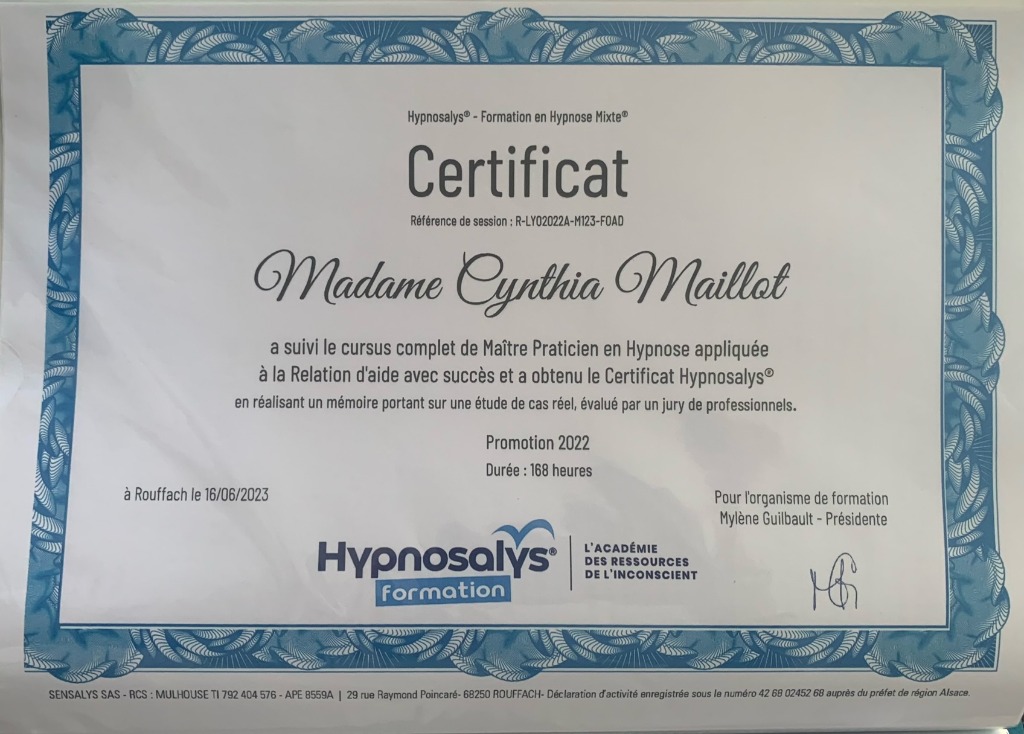 Hypnosalys® - Formation en Hypnose Mixte®
Certificat
Référence de session : R-LYO2022A-M123-FOAD
Madame Cynthia Maillot
a suivi le cursus complet de Maître Praticien en Hypnose appliquée
à la Relation d'aide avec succès et a obtenu le Certificat Hypnosalys®
en réalisant un mémoire portant sur une étude de cas réel, évalué par un jury de professionnels.
Promotion 2022
Durée : 168 heures
à Rouffach le 16/06/2023
Pour l'organisme de formation
Mylène Guilbault - Présidente
Hypnosalys®
formation
L'ACADÉMIE
DES RESSOURCES
DE L'INCONSCIENT
SENSALYS SAS - RCS : MULHOUSE TI 792 404 576 - APE 8559A | 29 rue Raymond Poincaré- 68250 ROUFFACH- Déclaration d'activité enregistrée sous le numéro 42 68 02452 68 auprès du préfet de région Alsace.